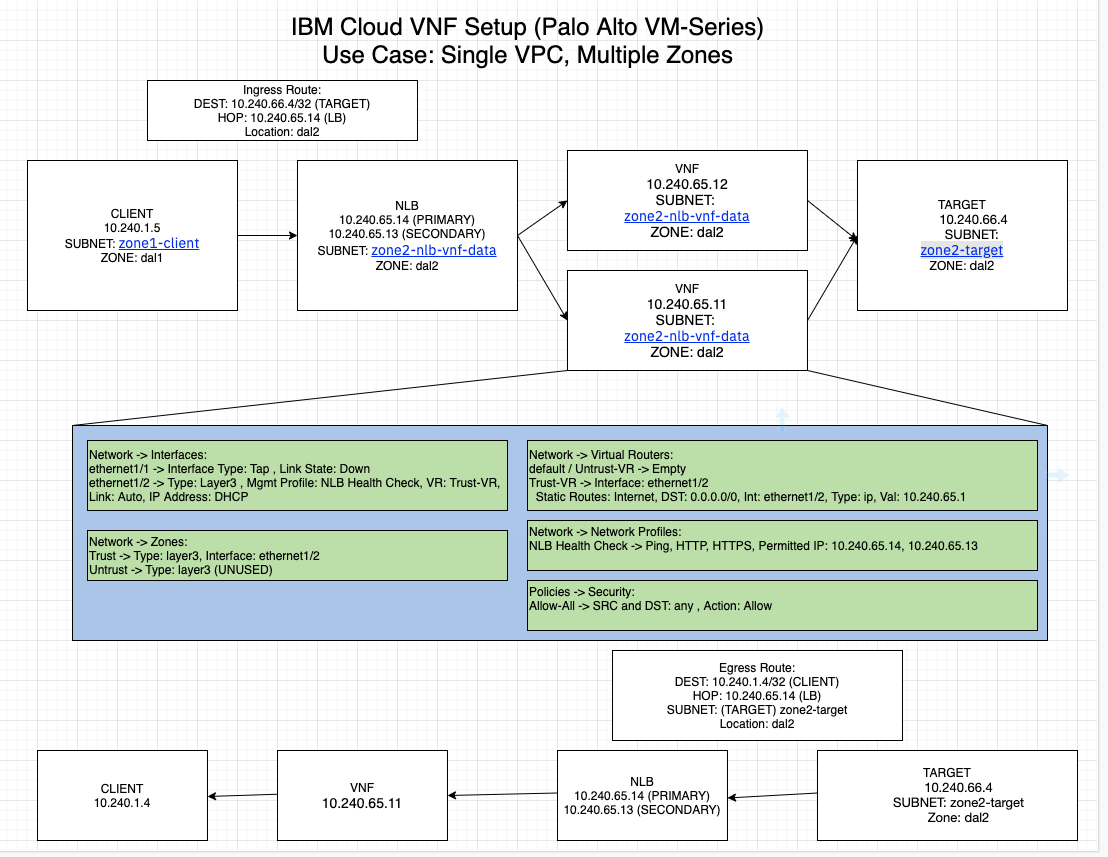 IBM Cloud VNF Setup (Palo Alto VM-Series)
Use Case: Single VPC, Multiple Zones
Ingress Route:
DEST: 10.240.66.4/32 (TARGET)
HOP: 10.240.65.14 (LB)
Location: dal2
CLIENT
10.240.1.5
SUBNET: zone1-client
ZONE: dal1
NLB
10.240.65.14 (PRIMARY)
10.240.65.13 (SECONDARY)
SUBNET: zone2-nlb-vnf-data
ZONE: dal2
VNF
10.240.65.12
SUBNET:
zone2-nlb-vnf-data
ZONE: dal2
VNF
10.240.65.11
SUBNET:
zone2-nlb-vnf-data
ZONE: dal2
TARGET
10.240.66.4
SUBNET:
zone2-target
ZONE: dal2
Network -> Interfaces:
ethernet1/1 -> Interface Type: Tap , Link State: Down
ethernet1/2 -> Type: Layer3 , Mgmt Profile: NLB Health Check, VR: Trust-VR,
Link: Auto, IP Address: DHCP
Network -> Zones:
Trust -> Type: layer3, Interface: ethernet1/2
Untrust -> Type: layer3 (UNUSED)
Network -> Virtual Routers:
default / Untrust-VR -> Empty
Trust-VR -> Interface: ethernet1/2
Static Routes: Internet, DST: 0.0.0.0/0, Int: ethernet1/2, Type: ip, Val: 10.240.65.1
Network -> Network Profiles:
NLB Health Check -> Ping, HTTP, HTTPS, Permitted IP: 10.240.65.14, 10.240.65.13
Policies -> Security:
Allow-All -> SRC and DST: any , Action: Allow
Egress Route:
DEST: 10.240.1.4/32 (CLIENT)
HOP: 10.240.65.14 (LB)
SUBNET: (TARGET) zone2-target
Location: dal2
CLIENT
10.240.1.4
VNF
10.240.65.11
NLB
10.240.65.14 (PRIMARY)
10.240.65.13 (SECONDARY)
TARGET
10.240.66.4
SUBNET: zone2-target
Zone: dal2